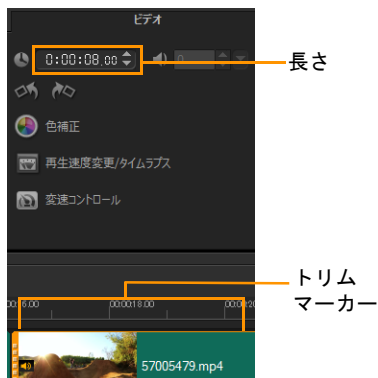 ビデオ
0:00:08.00
0
長さ
色補正
再生速度変更/タイムラプス
変速コントロール
トリム
マーカー
00:00:18:00
57005479.mp4